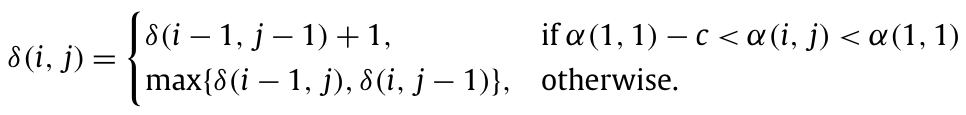 δ(i, j) = { δ(i − 1, j − 1) + 1, if α(1, 1) − c < α(i, j) < α(1, 1)
max{δ(i − 1, j), δ(i, j − 1)}, otherwise.